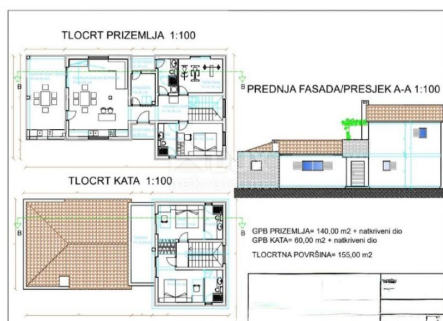 TLOCRT PRIZEMLJA 1:100
B
B
PREDNJA FASADA/PRESJEK A-A 1:100
TLOCRT KATA 1:100
B
B
GPB PRIZEMLJA= 140,00 m2 + natkriveni dio
GPB KATA= 60,00 m2 + natkriveni dio
TLOCRTNA POVRŠINA= 155,00 m2